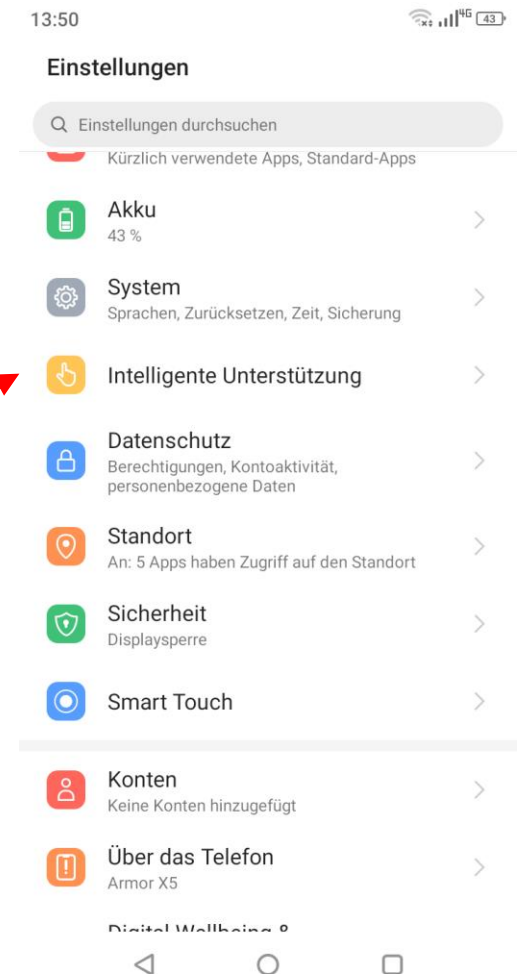 13:50
4G
43
Einstellungen
Einstellungen durchsuchen
Kürzlich verwendete Apps, Standard-Apps
Akku
43 %
System
Sprachen, Zurücksetzen, Zeit, Sicherung
Intelligente Unterstützung
Datenschutz
Berechtigungen, Kontoaktivität,
personenbezogene Daten
Standort
An: 5 Apps haben Zugriff auf den Standort
Sicherheit
Displaysperre
Smart Touch
Konten
Keine Konten hinzugefügt
Über das Telefon
Armor X5
Digital Wellbeing &